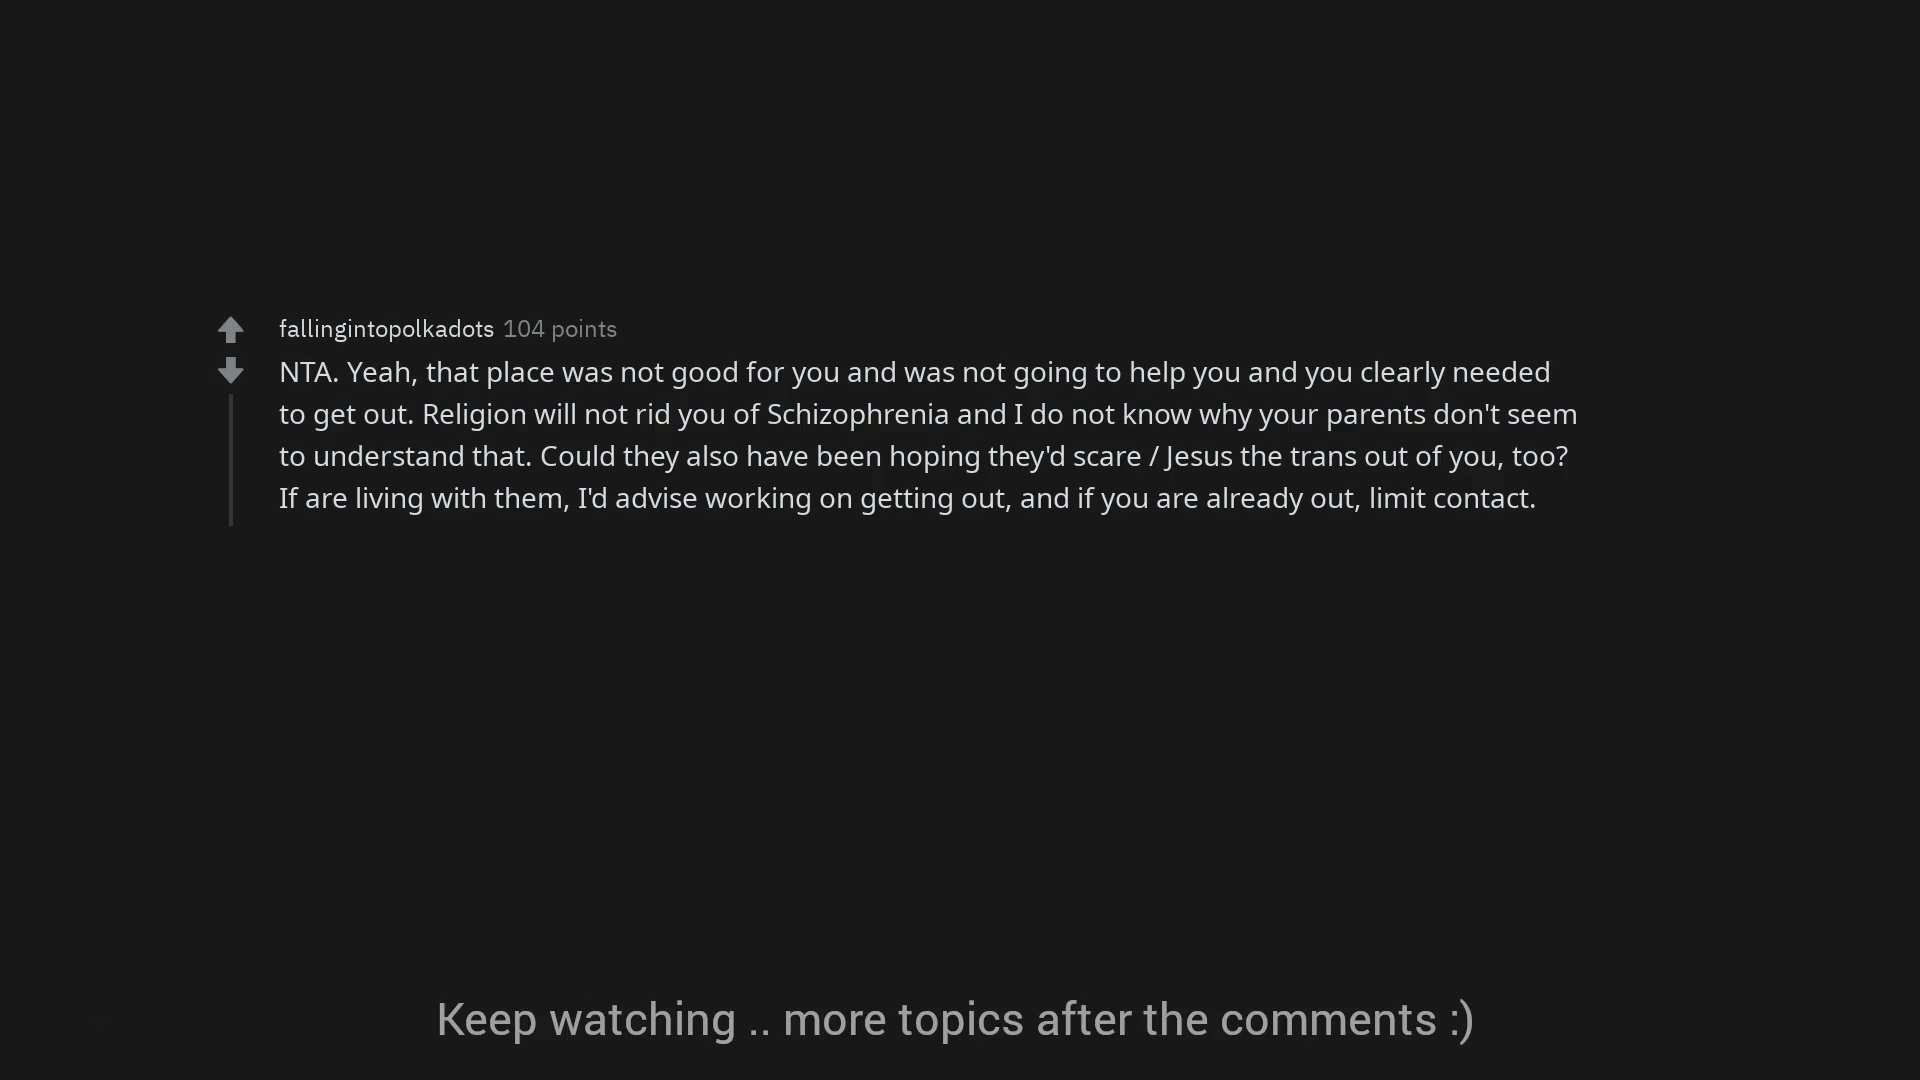 fallingintopolkadots 104 points
NTA. Yeah, that place was not good for you and was not going to help you and you clearly needed
to get out. Religion will not rid you of Schizophrenia and I do not know why your parents don't seem
to understand that. Could they also have been hoping they'd scare / Jesus the trans out of you, too?
If are living with them, I'd advise working on getting out, and if you are already out, limit contact.
Keep watching .. more topics after the comments :)